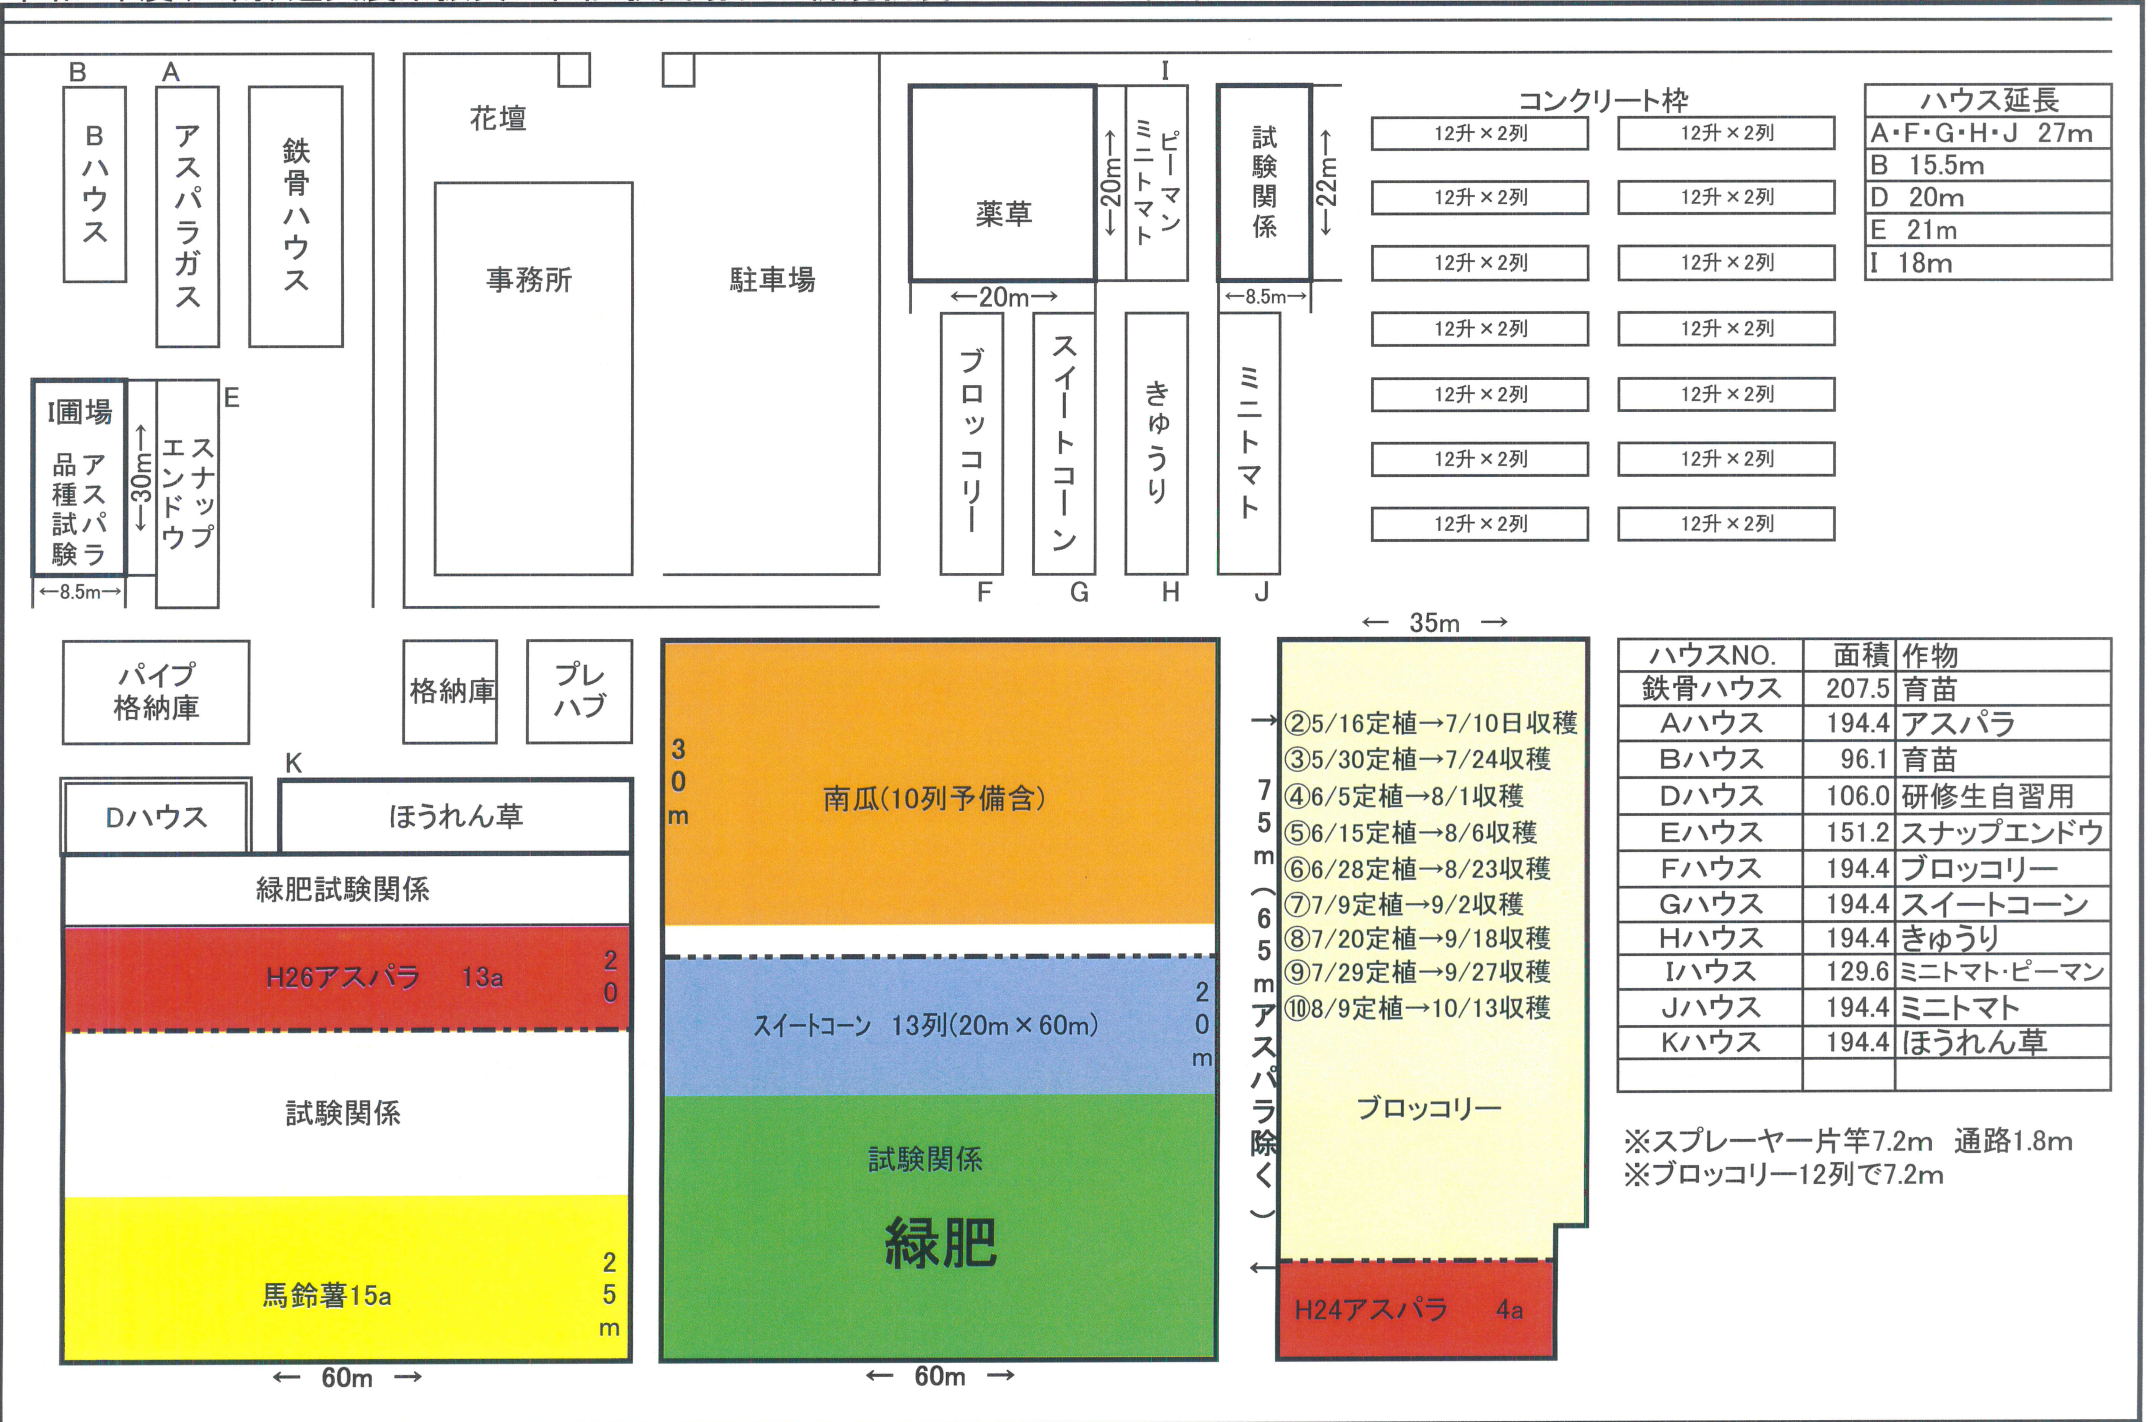 B
A
Bハウス
アスパラガス
鉄骨ハウス
花壇
事務所
駐車場
薬草
←20m→
←20m→
I
ピーマン
ミニトマト
試験関係
←22m→
←8.5m→
コンクリート枠
12升×2列 12升×2列
12升×2列 12升×2列
12升×2列 12升×2列
12升×2列 12升×2列
12升×2列 12升×2列
12升×2列 12升×2列
12升×2列 12升×2列
ハウス延長
A・F・G・H・J 27m
B 15.5m
D 20m
E 21m
I 18m
I圃場
アスパラ
品種試験
←30m→
←8.5m→
スナップ
エンドウ
E
ブロッコリー
スイートコーン
きゅうり
ミニトマト
F
G
H
J
パイプ
格納庫
格納庫
プレ
ハブ
K
Dハウス
ほうれん草
緑肥試験関係
H26アスパラ 13a
20
試験関係
馬鈴薯15a
25m
← 60m →
30m
南瓜(10列予備含)
スイートコーン 13列(20m×60m)
20m
試験関係
緑肥
← 60m →
← 35m →
→
75m(65mアスパラ除く)
←
②5/16定植→7/10日収穫
③5/30定植→7/24収穫
④6/5定植→8/1収穫
⑤6/15定植→8/6収穫
⑥6/28定植→8/23収穫
⑦7/9定植→9/2収穫
⑧7/20定植→9/18収穫
⑨7/29定植→9/27収穫
⑩8/9定植→10/13収穫
ブロッコリー
H24アスパラ 4a
ハウスNO. 面積 作物
鉄骨ハウス 207.5 育苗
Aハウス 194.4 アスパラ
Bハウス 96.1 育苗
Dハウス 106.0 研修生自習用
Eハウス 151.2 スナップエンドウ
Fハウス 194.4 ブロッコリー
Gハウス 194.4 スイートコーン
Hハウス 194.4 きゅうり
Iハウス 129.6 ミニトマト・ピーマン
Jハウス 194.4 ミニトマト
Kハウス 194.4 ほうれん草
※スプレーヤー片竿7.2m 通路1.8m
※ブロッコリー12列で7.2m